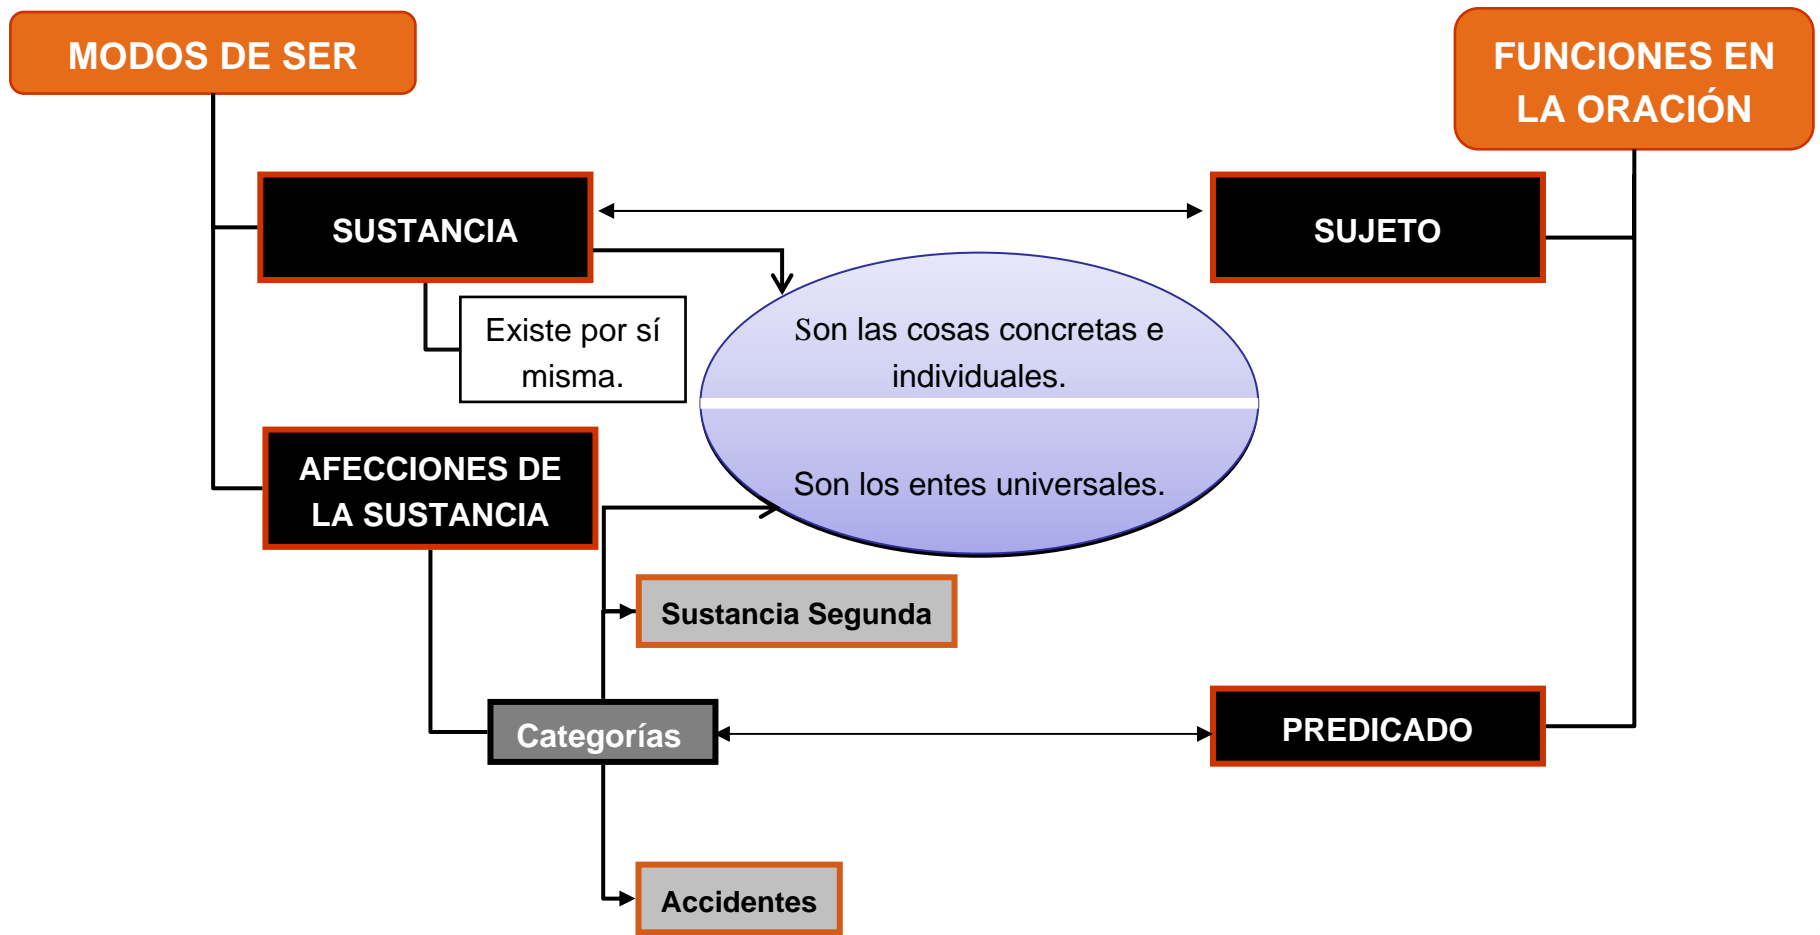 MODOS DE SER
FUNCIONES EN
LA ORACIÓN
SUSTANCIA
SUJETO
Existe por sí
misma.
Son las cosas concretas e
individuales.
AFECCIONES DE
LA SUSTANCIA
Son los entes universales.
Sustancia Segunda
Categorías
PREDICADO
Accidentes